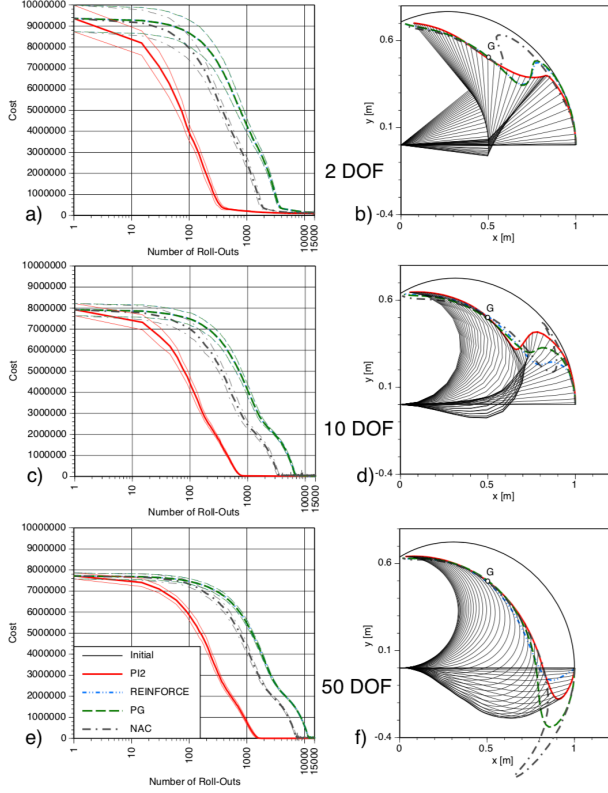 10000000
9000000
8000000
7000000
6000000
5000000
4000000
3000000
2000000
1000000
0
Cost
1
10
100
1000
10000
15000
Number of Roll-Outs
a)
0.6
0.1
-0.4
y [m]
G
0
0.5
1
x [m]
b)
2 DOF
10000000
9000000
8000000
7000000
6000000
5000000
4000000
3000000
2000000
1000000
0
Cost
1
10
100
1000
10000
15000
Number of Roll-Outs
c)
0.6
0.1
-0.4
y [m]
G
0
0.5
1
x [m]
d)
10 DOF
10000000
9000000
8000000
7000000
6000000
5000000
4000000
3000000
2000000
1000000
0
Cost
Initial
PI2
REINFORCE
PG
NAC
1
10
100
1000
10000
15000
Number of Roll-Outs
e)
0.6
0.1
-0.4
y [m]
G
0
0.5
1
x [m]
f)
50 DOF